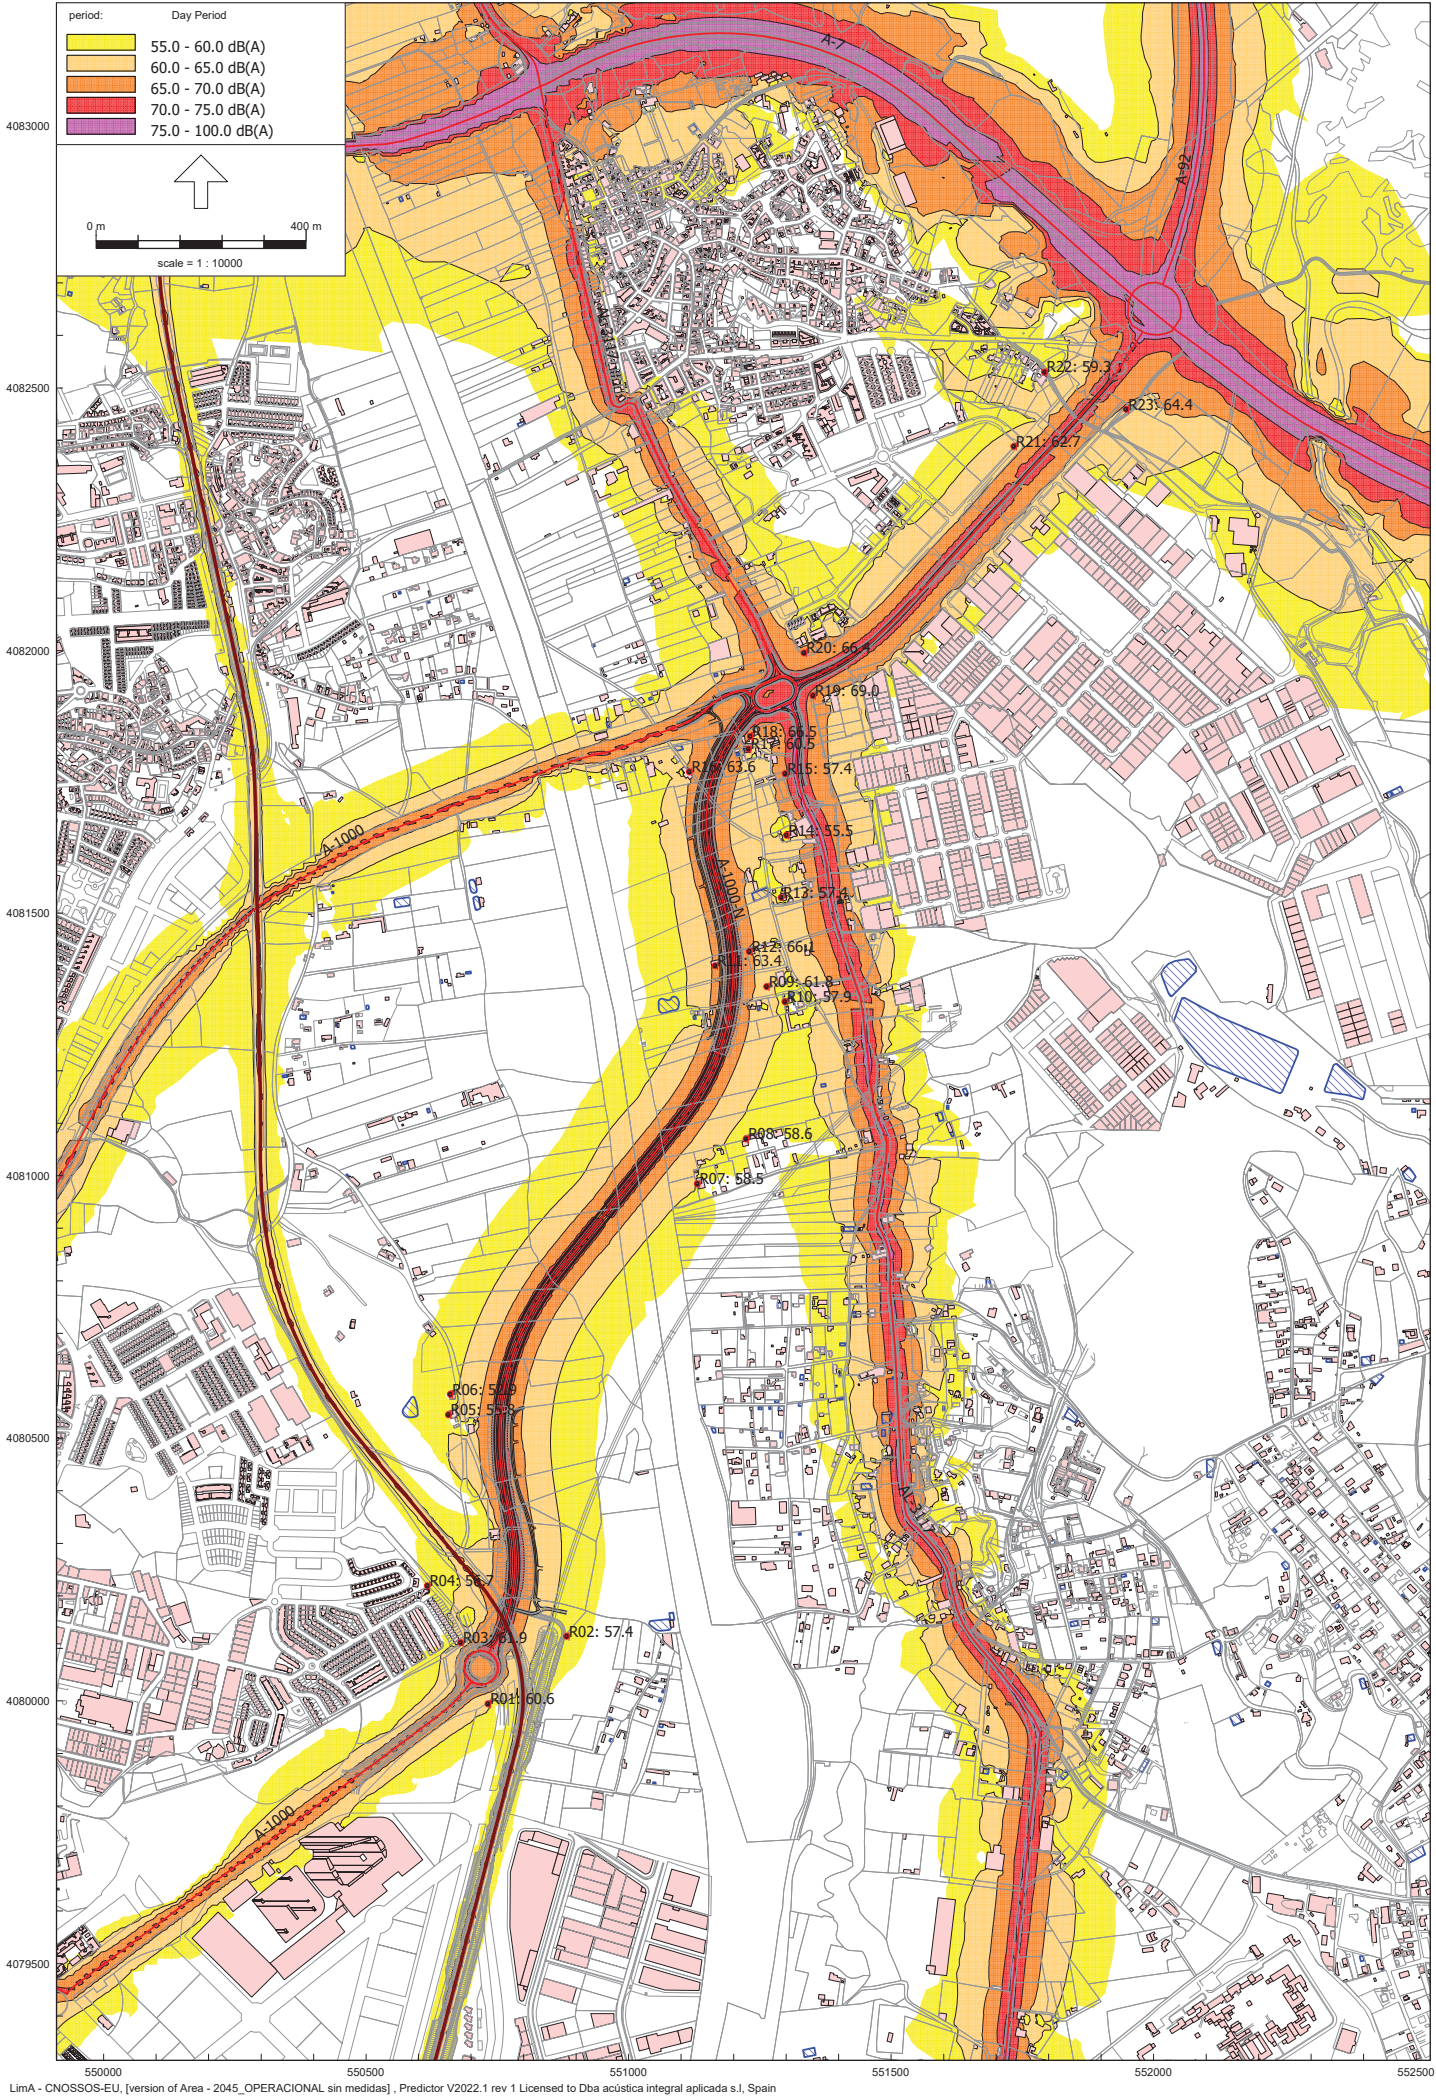 period: Day Period
55.0 - 60.0 dB(A)
60.0 - 65.0 dB(A)
65.0 - 70.0 dB(A)
70.0 - 75.0 dB(A)
75.0 - 100.0 dB(A)
0 m 400 m
scale = 1 : 10000
A-7
A-92
4083000
4082500
4082000
4081500
4081000
4080500
4080000
4079500
R22: 59.3
R23: 64.4
R21: 62.7
R20: 66.4
R19: 69.0
R18: 66.5
R17: 60.5
R16: 63.6
R15: 57.4
R14: 55.5
A-1000
A-1000-N
R13: 57.4
R12: 66.1
R11: 63.4
R09: 61.8
R10: 57.9
R08: 58.6
R07: 58.5
AL-3117
R04: 56.7
R03: 61.9
R02: 57.4
R01: 60.6
A-1000
550000 550500 551000 551500 552000 552500
LimA - CNOSSOS-EU, [version of Area - 2045_OPERACIONAL sin medidas] , Predictor V2022.1 rev 1 Licensed to Dba acústica integral aplicada s.l, Spain